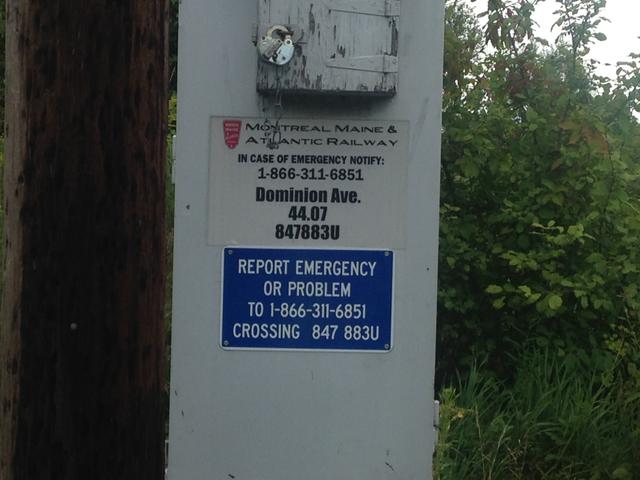 MONTREAL MAINE &
ATLANTIC RAILWAY
IN CASE OF EMERGENCY NOTIFY:
1-866-311-6851
Dominion Ave.
44.07
847883U
REPORT EMERGENCY
OR PROBLEM
TO 1-866-311-6851
CROSSING 847 883U